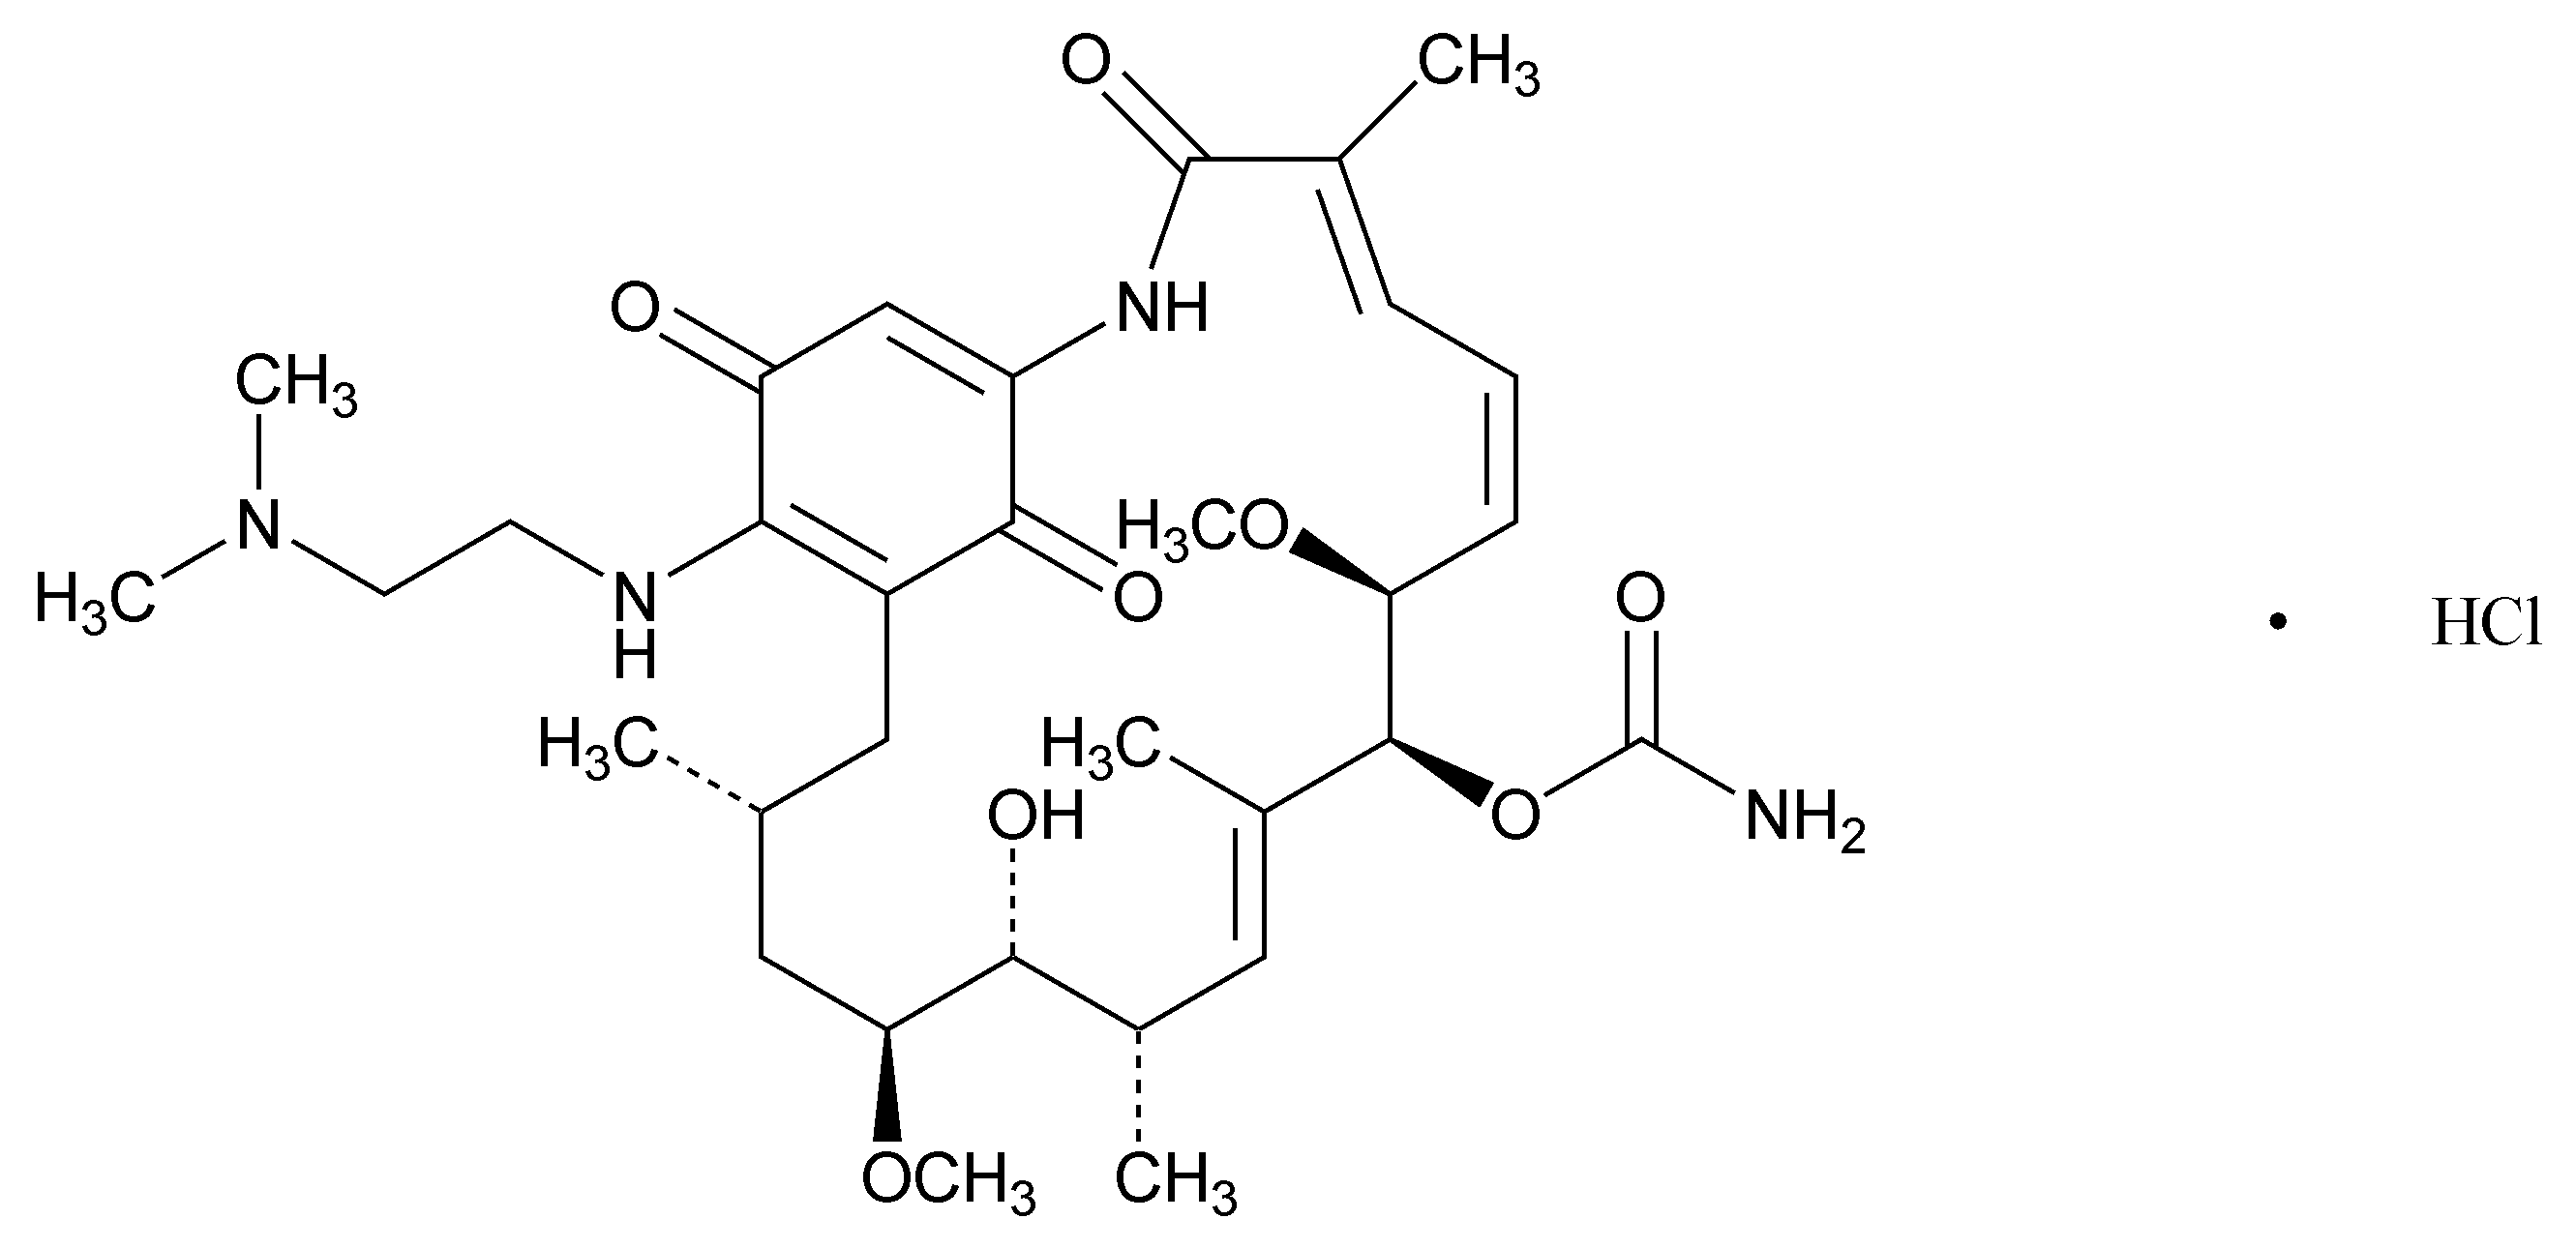 O CH3
O NH
CH3
N H3CO
H3C N
H O O
H3C H3C
OH O NH2
OCH3 CH3
• HCl